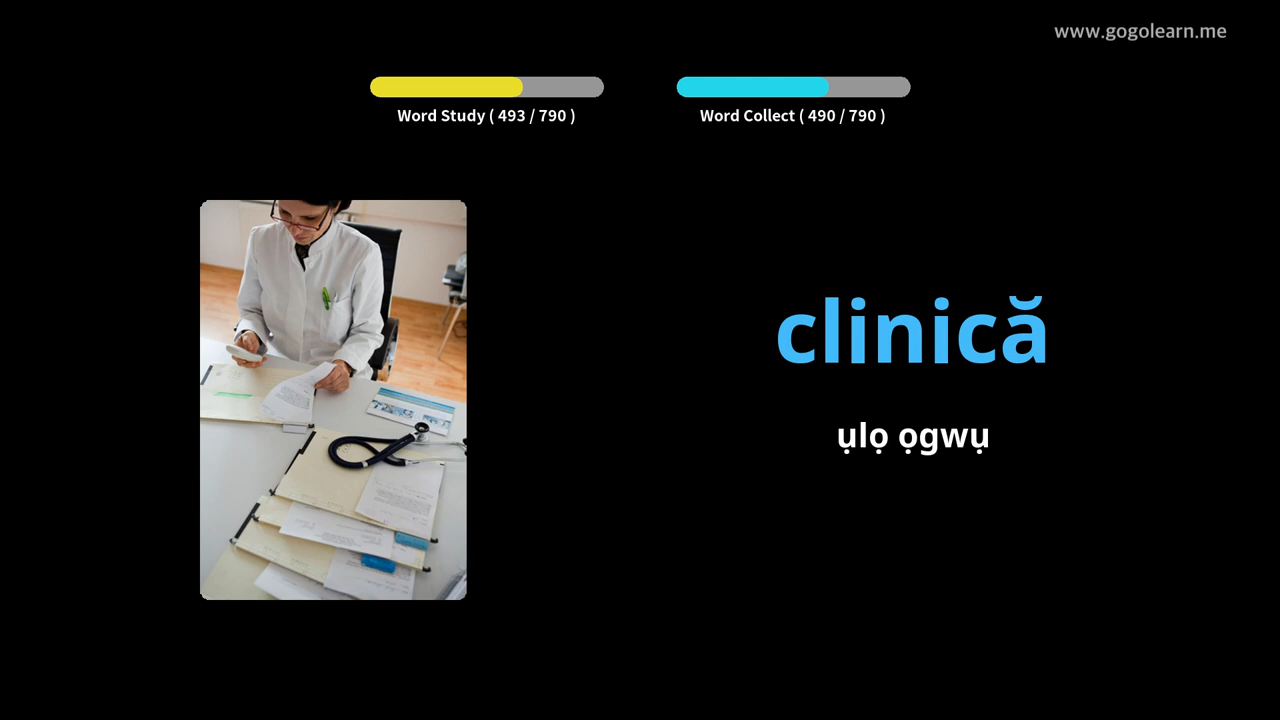 www.gogolearn.me
Word Study ( 493 / 790 )
Word Collect ( 490 / 790 )
clinică
ụlọ ọgwụ